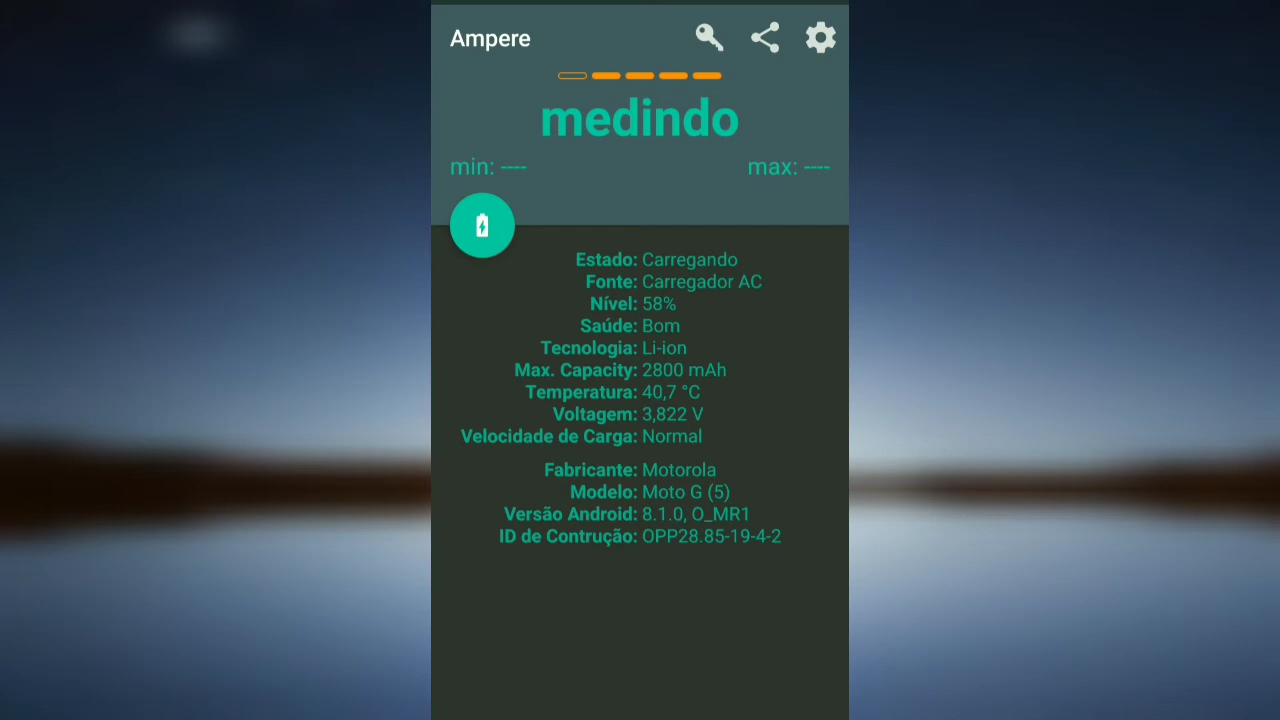 Ampere
medindo
min: ----
max: ----
Estado: Carregando
Fonte: Carregador AC
Nível: 58%
Saúde: Bom
Tecnologia: Li-ion
Max. Capacity: 2800 mAh
Temperatura: 40,7 °C
Voltagem: 3,822 V
Velocidade de Carga: Normal
Fabricante: Motorola
Modelo: Moto G (5)
Versão Android: 8.1.0, O_MR1
ID de Contrução: OPP28.85-19-4-2